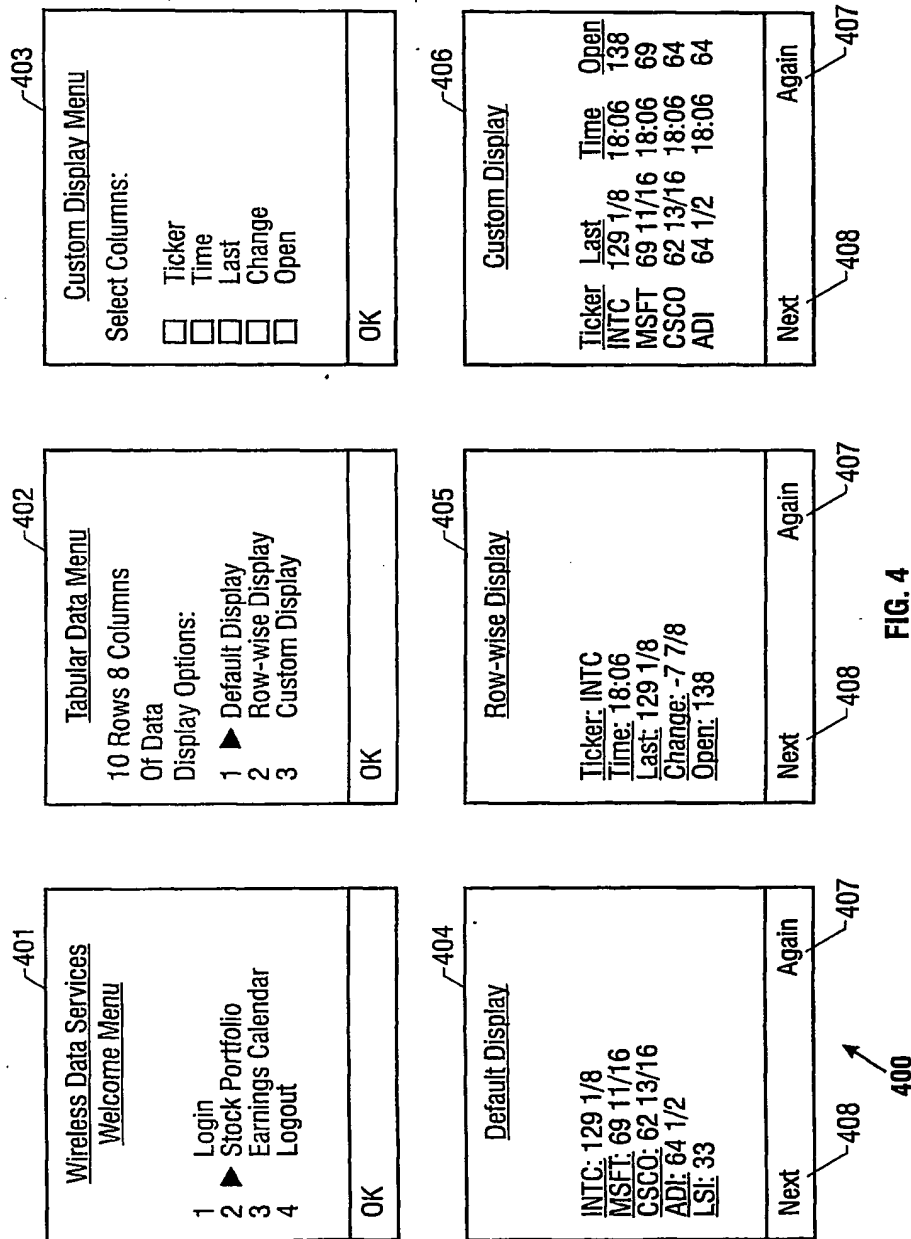 401
Wireless Data Services
Welcome Menu
1 Login
2 ▶ Stock Portfolio
3 Earnings Calendar
4 Logout
OK
402
Tabular Data Menu
10 Rows 8 Columns
Of Data
Display Options:
1 ▶ Default Display
2 Row-wise Display
3 Custom Display
OK
403
Custom Display Menu
Select Columns:
Ticker
Time
Last
Change
Open
OK
404
Default Display
INTC: 129 1/8
MSFT: 69 11/16
CSCO: 62 13/16
ADI: 64 1/2
LSI: 33
Next Again
408 407
405
Row-wise Display
Ticker: INTC
Time: 18:06
Last: 129 1/8
Change: -7 7/8
Open: 138
Next Again
408 407
406
Custom Display
Ticker Last Time Open
INTC 129 1/8 18:06 138
MSFT 69 11/16 18:06 69
CSCO 62 13/16 18:06 64
ADI 64 1/2 18:06 64
Next Again
408 407
400
FIG. 4